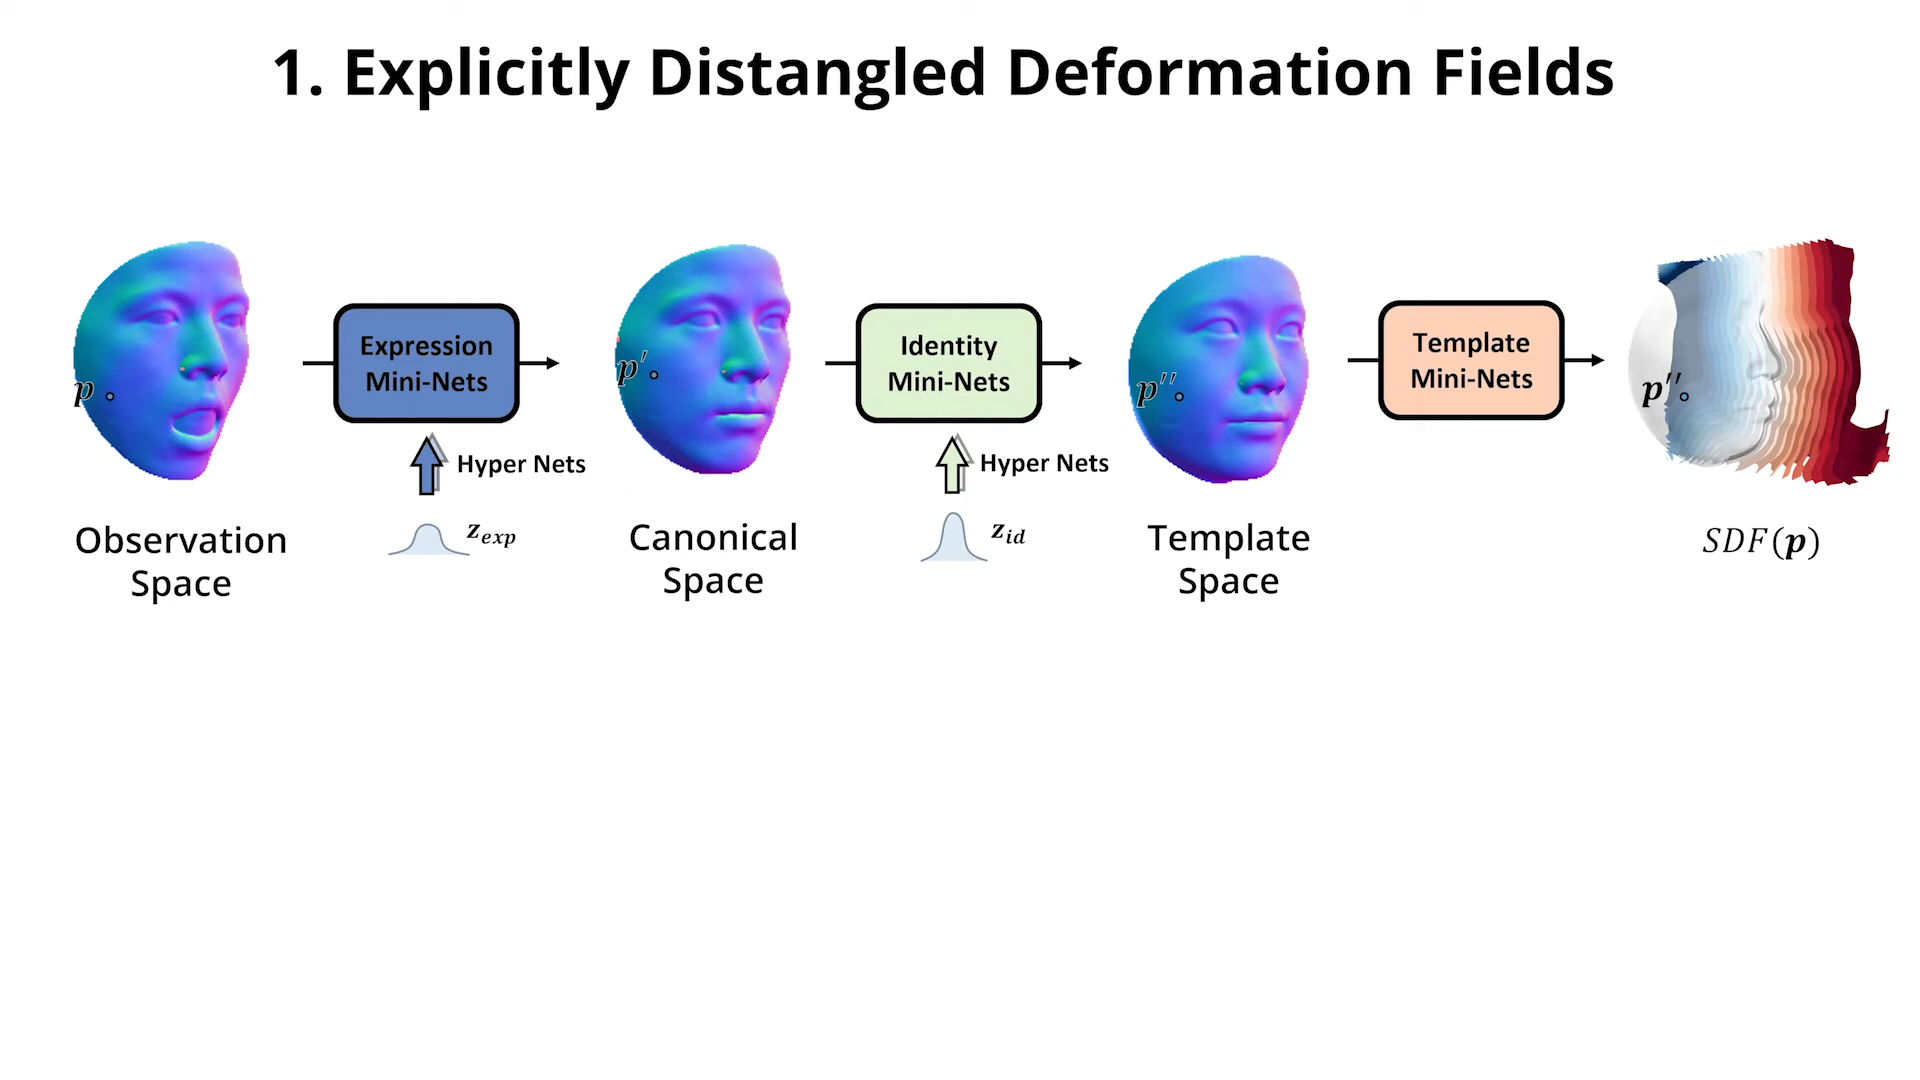 1. Explicitly Distangled Deformation Fields
p
Expression
Mini-Nets
Hyper Nets
z_exp
p'
Identity
Mini-Nets
Hyper Nets
z_id
p''
Template
Mini-Nets
p''
Observation
Space
Canonical
Space
Template
Space
SDF(p)